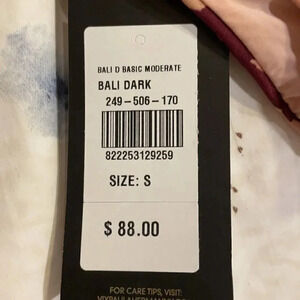 BALI D BASIC MODERATE
BALI DARK
249-506-170
822253129259
SIZE: S
$ 88.00
FOR CARE TIPS, VISIT: